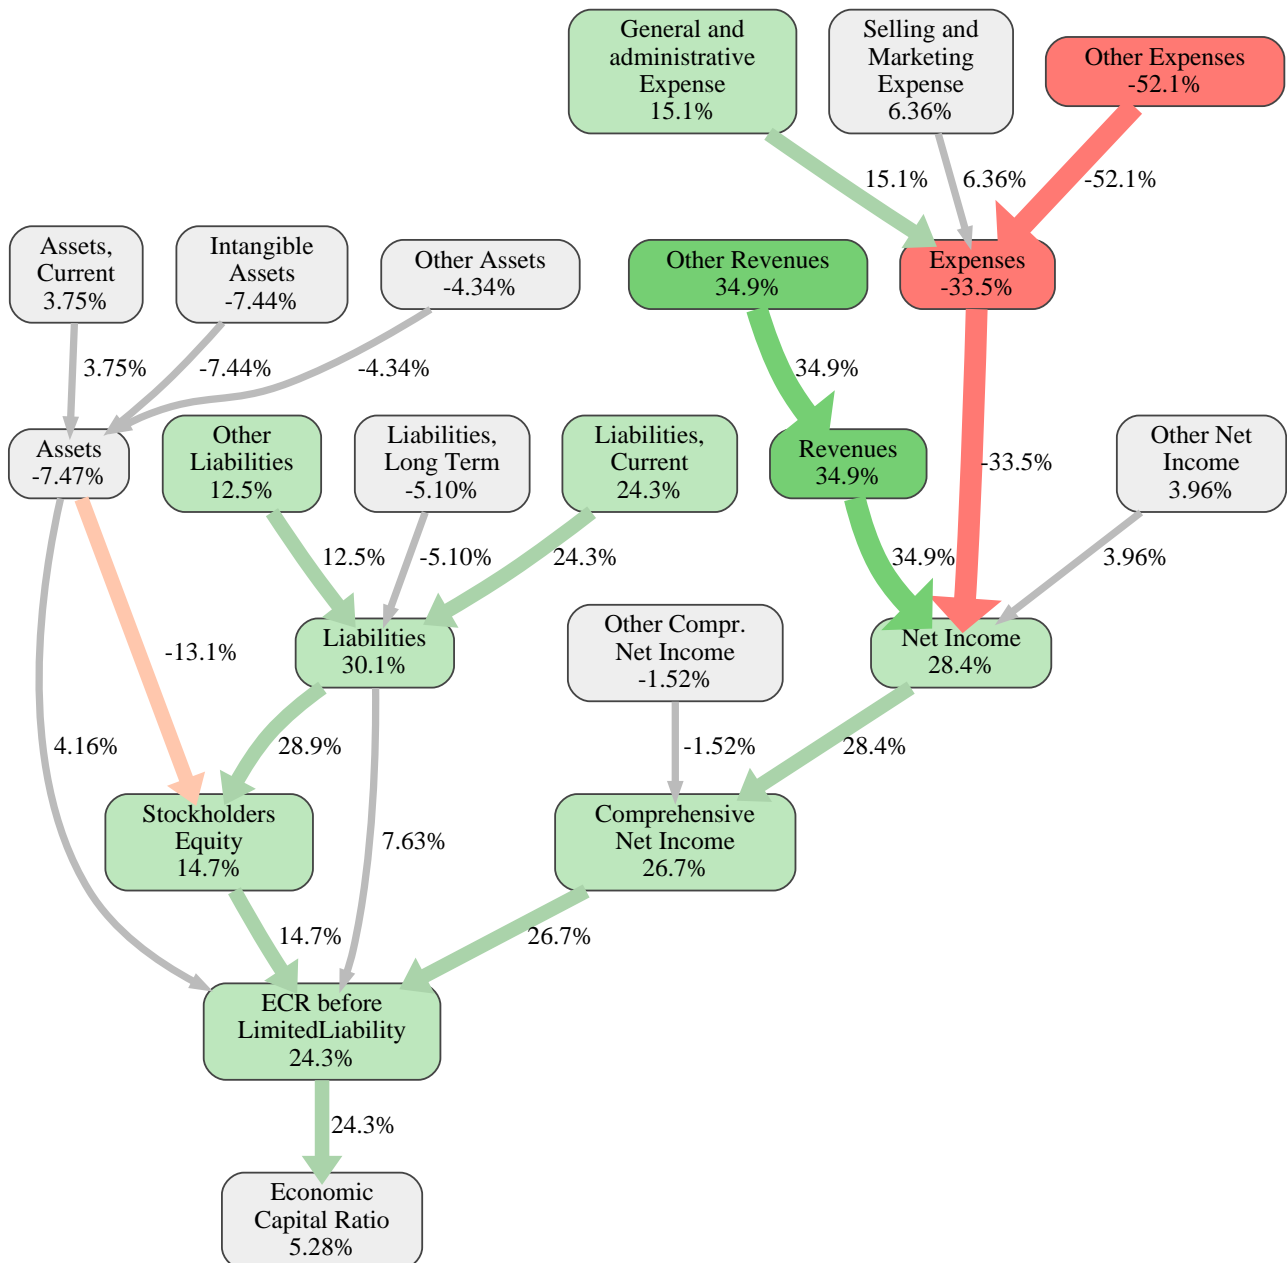 General and
administrative
Expense
15.1%
Selling and
Marketing
Expense
6.36%
Other Expenses
-52.1%
15.1%
6.36%
-52.1%
Assets,
Current
3.75%
Intangible
Assets
-7.44%
Other Assets
-4.34%
Other Revenues
34.9%
Expenses
-33.5%
3.75%
-7.44%
-4.34%
34.9%
Assets
-7.47%
Other
Liabilities
12.5%
Liabilities,
Long Term
-5.10%
Liabilities,
Current
24.3%
Revenues
34.9%
-33.5%
Other Net
Income
3.96%
12.5%
-5.10%
24.3%
34.9%
3.96%
-13.1%
Liabilities
30.1%
Other Compr.
Net Income
-1.52%
Net Income
28.4%
4.16%
28.9%
-1.52%
28.4%
Stockholders
Equity
14.7%
7.63%
Comprehensive
Net Income
26.7%
14.7%
26.7%
ECR before
LimitedLiability
24.3%
24.3%
Economic
Capital Ratio
5.28%